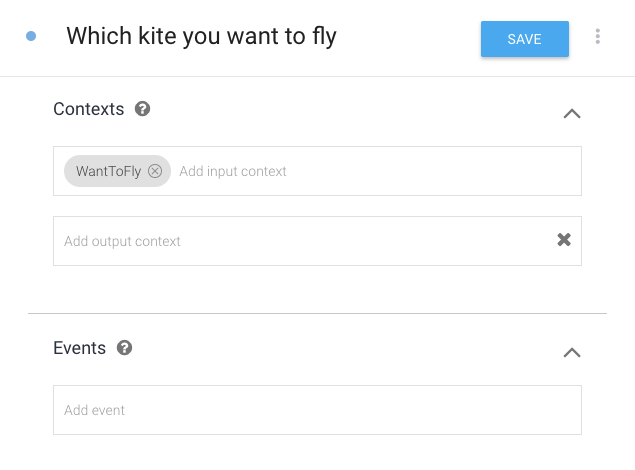 Which kite you want to fly
SAVE
Contexts
WantToFly Add input context
Add output context
Events
Add event